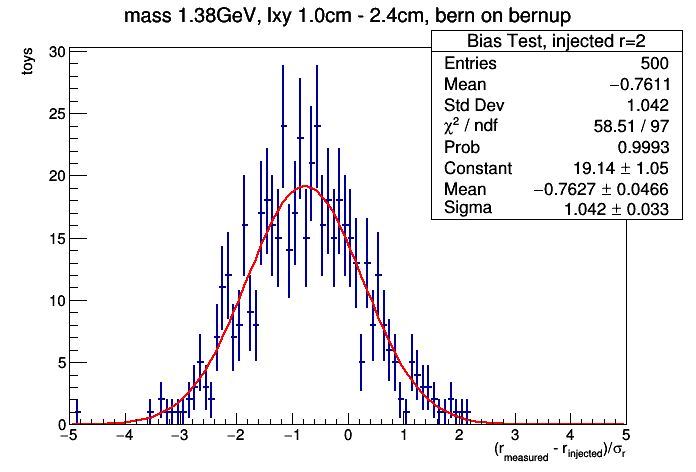 mass 1.38GeV, lxy 1.0cm - 2.4cm, bern on bernup
Bias Test, injected r=2
Entries 500
Mean −0.7611
Std Dev 1.042
χ² / ndf 58.51 / 97
Prob 0.9993
Constant 19.14 ± 1.05
Mean −0.7627 ± 0.0466
Sigma 1.042 ± 0.033
toys
30
25
20
15
10
5
0
−5 −4 −3 −2 −1 0 1 2 3 4 5
(r_measured - r_injected)/σ_r